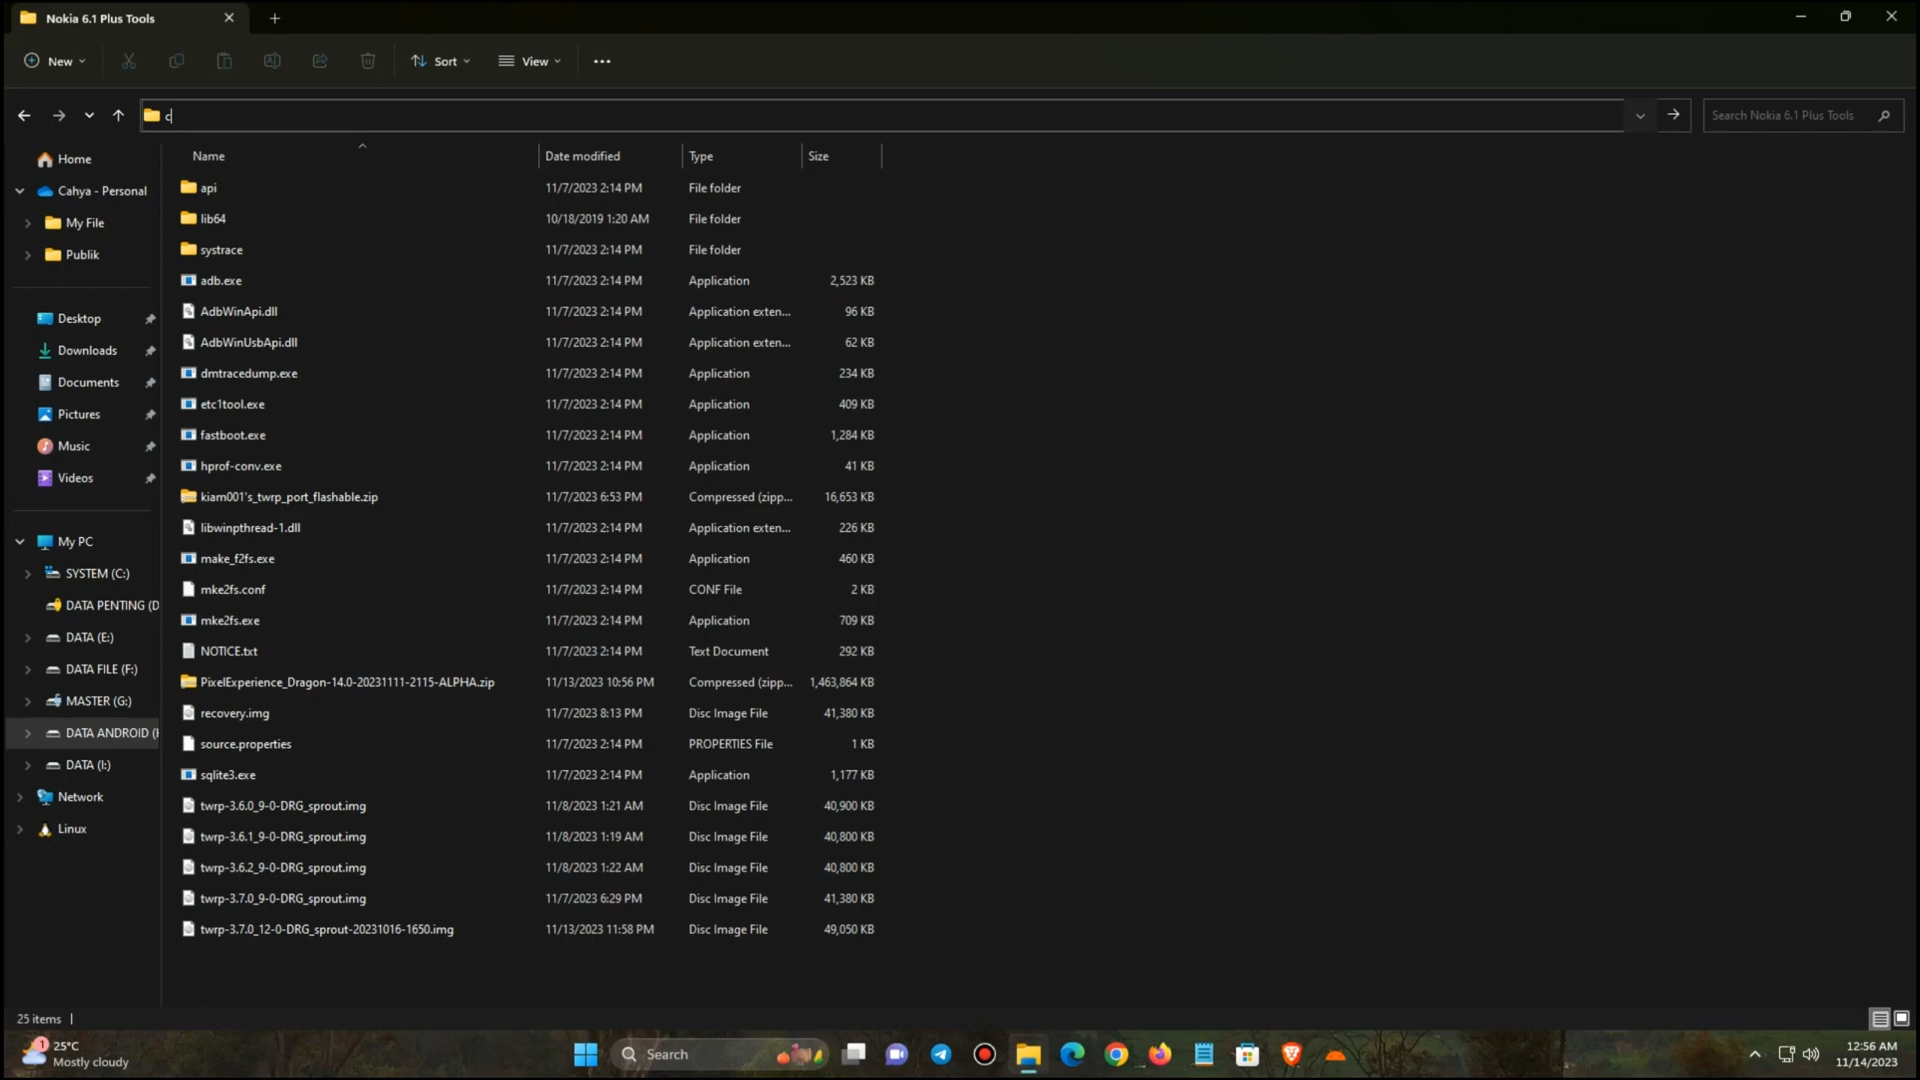 Nokia 6.1 Plus Tools
New
Sort
View
c
Search Nokia 6.1 Plus Tools
Home
Cahya - Personal
My File
Publik
Desktop
Downloads
Documents
Pictures
Music
Videos
My PC
SYSTEM (C:)
DATA PENTING (D
DATA (E:)
DATA FILE (F:)
MASTER (G:)
DATA ANDROID (H
DATA (I:)
Network
Linux
Name Date modified Type Size
api 11/7/2023 2:14 PM File folder
lib64 10/18/2019 1:20 AM File folder
systrace 11/7/2023 2:14 PM File folder
adb.exe 11/7/2023 2:14 PM Application 2,523 KB
AdbWinApi.dll 11/7/2023 2:14 PM Application exten... 96 KB
AdbWinUsbApi.dll 11/7/2023 2:14 PM Application exten... 62 KB
dmtracedump.exe 11/7/2023 2:14 PM Application 234 KB
etc1tool.exe 11/7/2023 2:14 PM Application 409 KB
fastboot.exe 11/7/2023 2:14 PM Application 1,284 KB
hprof-conv.exe 11/7/2023 2:14 PM Application 41 KB
kiam001's_twrp_port_flashable.zip 11/7/2023 6:53 PM Compressed (zipp... 16,653 KB
libwinpthread-1.dll 11/7/2023 2:14 PM Application exten... 226 KB
make_f2fs.exe 11/7/2023 2:14 PM Application 460 KB
mke2fs.conf 11/7/2023 2:14 PM CONF File 2 KB
mke2fs.exe 11/7/2023 2:14 PM Application 709 KB
NOTICE.txt 11/7/2023 2:14 PM Text Document 292 KB
PixelExperience_Dragon-14.0-20231111-2115-ALPHA.zip 11/13/2023 10:56 PM Compressed (zipp... 1,463,864 KB
recovery.img 11/7/2023 8:13 PM Disc Image File 41,380 KB
source.properties 11/7/2023 2:14 PM PROPERTIES File 1 KB
sqlite3.exe 11/7/2023 2:14 PM Application 1,177 KB
twrp-3.6.0_9-0-DRG_sprout.img 11/8/2023 1:21 AM Disc Image File 40,900 KB
twrp-3.6.1_9-0-DRG_sprout.img 11/8/2023 1:19 AM Disc Image File 40,800 KB
twrp-3.6.2_9-0-DRG_sprout.img 11/8/2023 1:22 AM Disc Image File 40,800 KB
twrp-3.7.0_9-0-DRG_sprout.img 11/7/2023 6:29 PM Disc Image File 41,380 KB
twrp-3.7.0_12-0-DRG_sprout-20231016-1650.img 11/13/2023 11:58 PM Disc Image File 49,050 KB
25 items
1
25°C
Mostly cloudy
Search
12:56 AM
11/14/2023